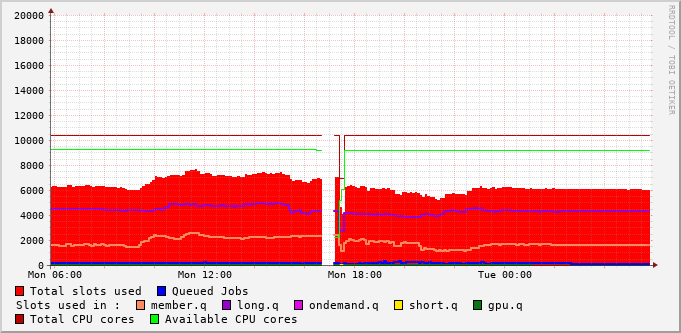 20000
18000
16000
14000
12000
10000
8000
6000
4000
2000
0
Mon 06:00 Mon 12:00 Mon 18:00 Tue 00:00
Total slots used Queued Jobs
Slots used in : member.q long.q ondemand.q short.q gpu.q
Total CPU cores Available CPU cores
RRDTOOL / TOBI OETIKER